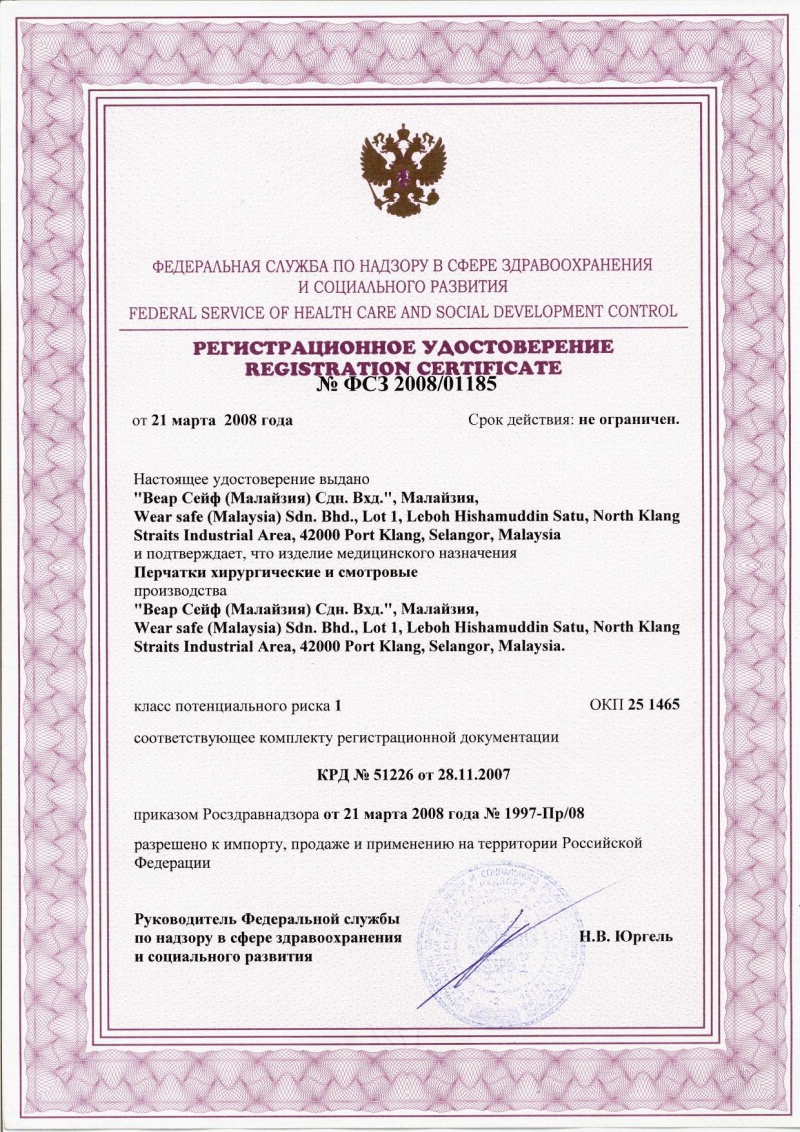 ФЕДЕРАЛЬНАЯ СЛУЖБА ПО НАДЗОРУ В СФЕРЕ ЗДРАВООХРАНЕНИЯ
И СОЦИАЛЬНОГО РАЗВИТИЯ
FEDERAL SERVICE OF HEALTH CARE AND SOCIAL DEVELOPMENT CONTROL
РЕГИСТРАЦИОННОЕ УДОСТОВЕРЕНИЕ
REGISTRATION CERTIFICATE
№ ФСЗ 2008/01185
от 21 марта 2008 года Срок действия: не ограничен.
Настоящее удостоверение выдано
"Веар Сейф (Малайзия) Сдн. Вхд.", Малайзия,
Wear safe (Malaysia) Sdn. Bhd., Lot 1, Leboh Hishamuddin Satu, North Klang
Straits Industrial Area, 42000 Port Klang, Selangor, Malaysia
и подтверждает, что изделие медицинского назначения
Перчатки хирургические и смотровые
производства
"Веар Сейф (Малайзия) Сдн. Вхд.", Малайзия,
Wear safe (Malaysia) Sdn. Bhd., Lot 1, Leboh Hishamuddin Satu, North Klang
Straits Industrial Area, 42000 Port Klang, Selangor, Malaysia.
класс потенциального риска 1 ОКП 25 1465
соответствующее комплекту регистрационной документации
КРД № 51226 от 28.11.2007
приказом Росздравнадзора от 21 марта 2008 года № 1997-Пр/08
разрешено к импорту, продаже и применению на территории Российской
Федерации
Руководитель Федеральной службы
по надзору в сфере здравоохранения
и социального развития
Н.В. Юргель